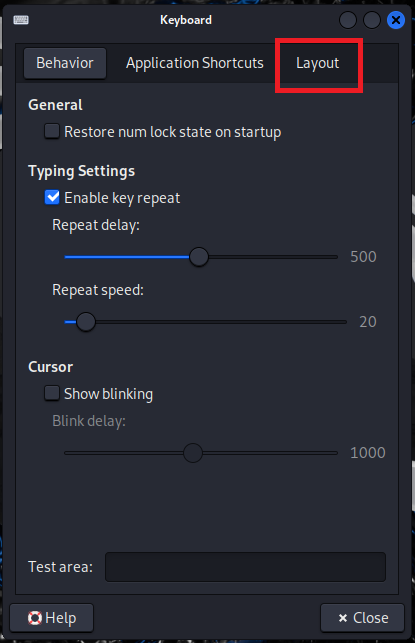 Keyboard
Behavior Application Shortcuts Layout
General
Restore num lock state on startup
Typing Settings
Enable key repeat
Repeat delay:
500
Repeat speed:
20
Cursor
Show blinking
Blink delay:
1000
Test area:
Help Close